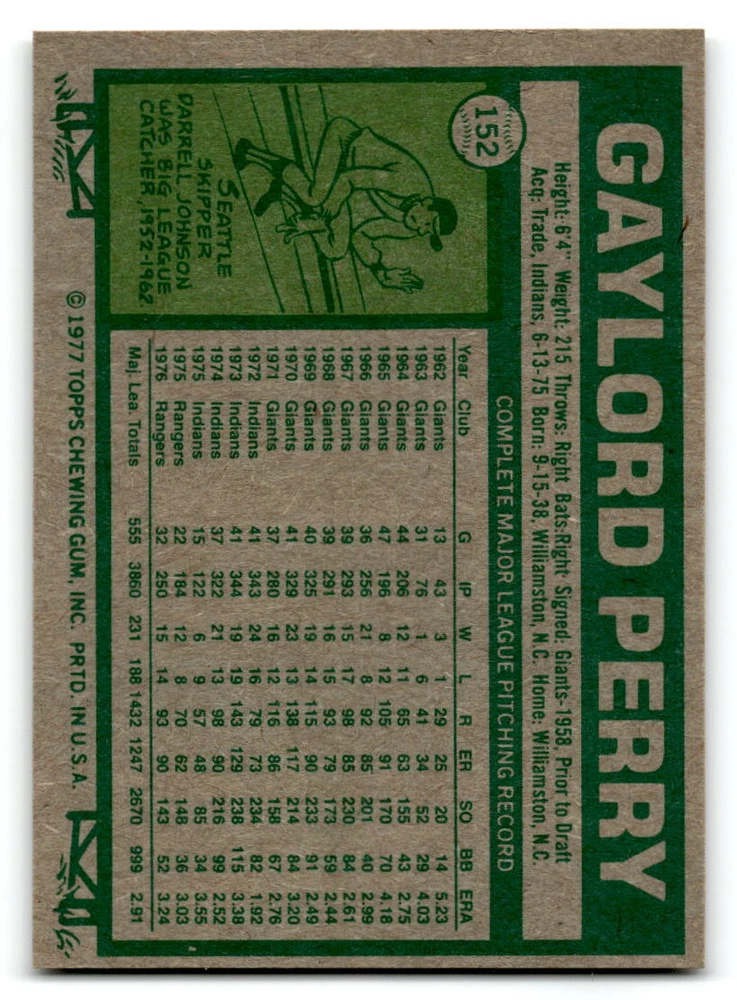 GAYLORD PERRY
152
Height: 6'4" Weight: 215 Throws: Right Bats: Right Signed: Giants-1958, Prior to Draft
Acq: Trade, Indians, 6-13-75 Born: 9-15-38, Williamston, N.C. Home: Williamston, N.C.
SEATTLE
SKIPPER
DARRELL JOHNSON
WAS BIG LEAGUE
CATCHER, 1952-1962
COMPLETE MAJOR LEAGUE PITCHING RECORD
Year Club G IP W L R ER SO BB ERA
1962 Giants 13 43 3 1 29 25 20 14 5.23
1963 Giants 31 76 1 6 41 34 52 29 4.03
1964 Giants 44 206 12 11 65 63 155 43 2.75
1965 Giants 47 196 8 12 105 91 170 70 4.18
1966 Giants 36 256 21 8 92 85 201 40 2.99
1967 Giants 39 293 15 17 98 85 230 84 2.61
1968 Giants 39 291 16 15 93 79 173 59 2.44
1969 Giants 40 325 19 14 115 90 233 91 2.49
1970 Giants 41 329 23 13 138 117 214 84 3.20
1971 Giants 37 280 16 12 116 86 158 67 2.76
1972 Indians 41 343 24 16 79 73 234 82 1.92
1973 Indians 41 344 19 19 143 129 238 115 3.38
1974 Indians 37 322 21 13 98 90 216 99 2.52
1975 Indians 15 122 6 9 57 48 85 34 3.55
1975 Rangers 22 184 12 8 70 62 148 36 3.03
1976 Rangers 32 250 15 14 93 90 143 52 3.24
Maj. Lea. Totals 555 3860 231 188 1432 1247 2670 999 2.91
© 1977 TOPPS CHEWING GUM, INC. PRTD. IN U.S.A.